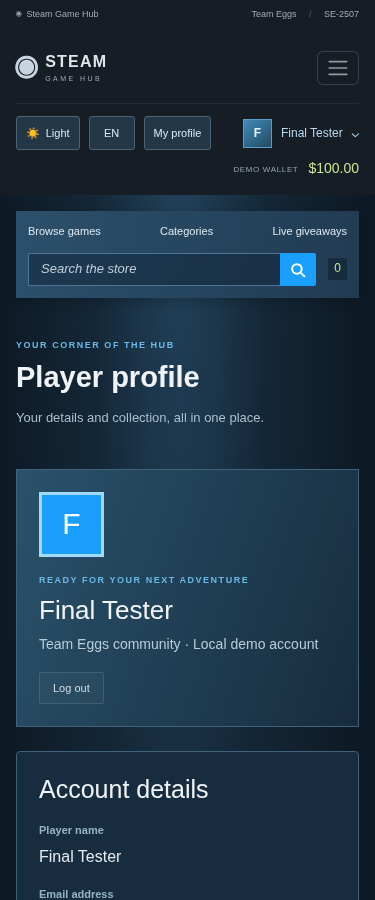 Steam Game Hub
Team Eggs / SE-2507
STEAM
GAME HUB
Light
EN
My profile
F
Final Tester
DEMO WALLET $100.00
Browse games
Categories
Live giveaways
Search the store
0
YOUR CORNER OF THE HUB
Player profile
Your details and collection, all in one place.
F
READY FOR YOUR NEXT ADVENTURE
Final Tester
Team Eggs community · Local demo account
Log out
Account details
Player name
Final Tester
Email address